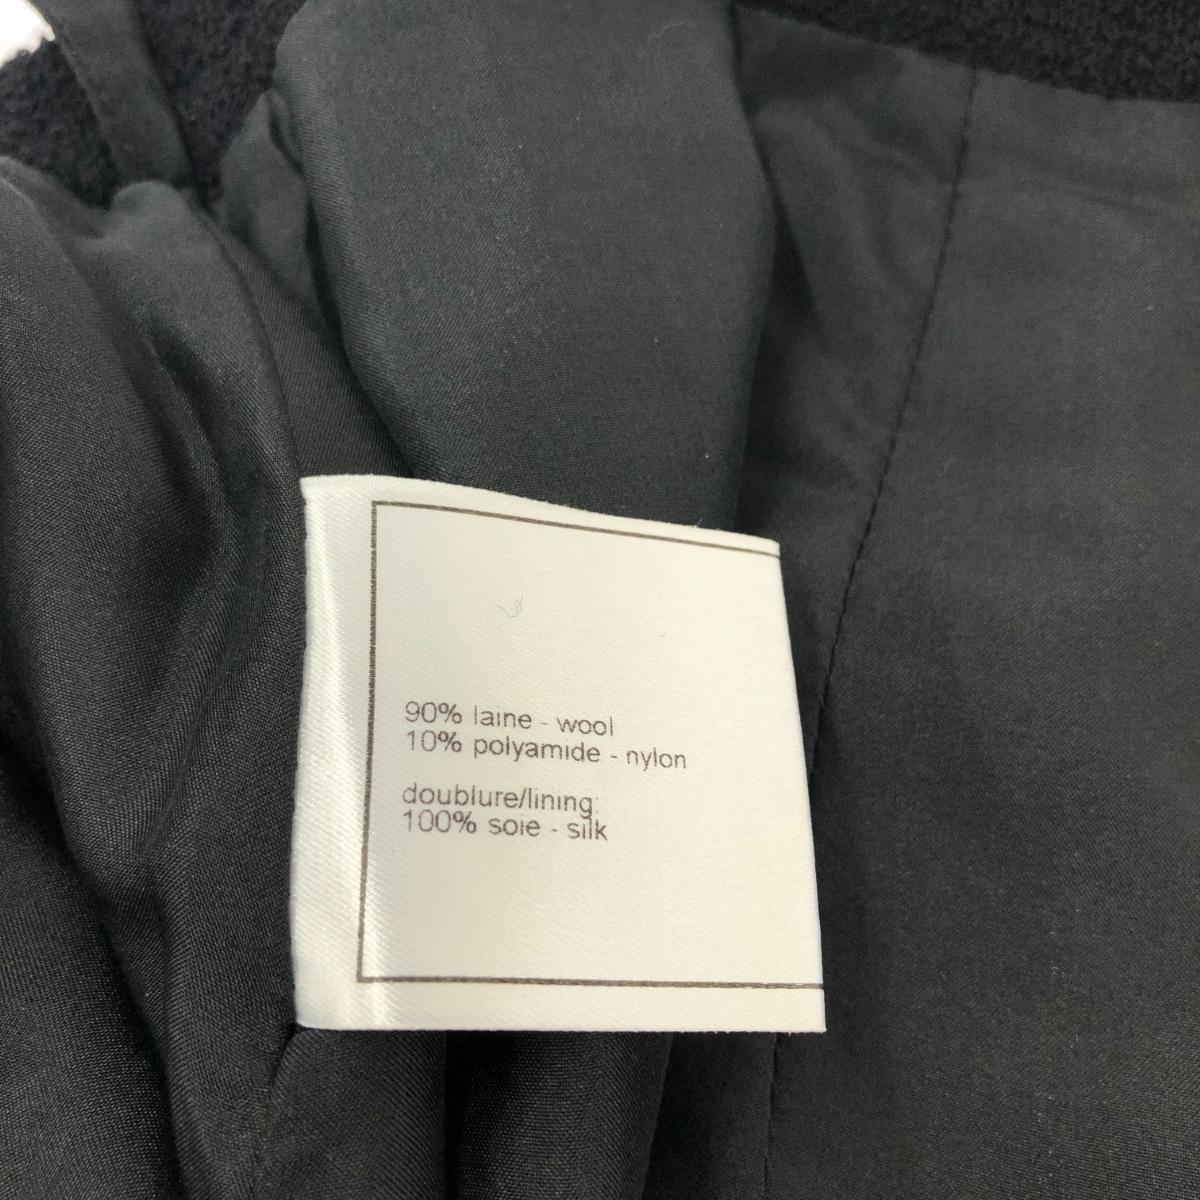 90% laine - wool
10% polyamide - nylon
doublure/lining:
100% soie - silk